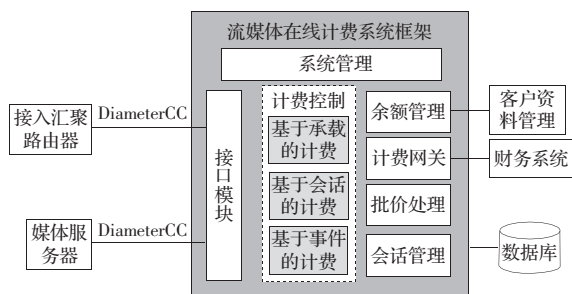 流媒体在线计费系统框架
系统管理
接入汇聚
路由器
DiameterCC
媒体服
务器
DiameterCC
接口模块
计费控制
基于承载
的计费
基于会话
的计费
基于事件
的计费
余额管理
计费网关
批价处理
会话管理
客户资
料管理
财务系统
数据库